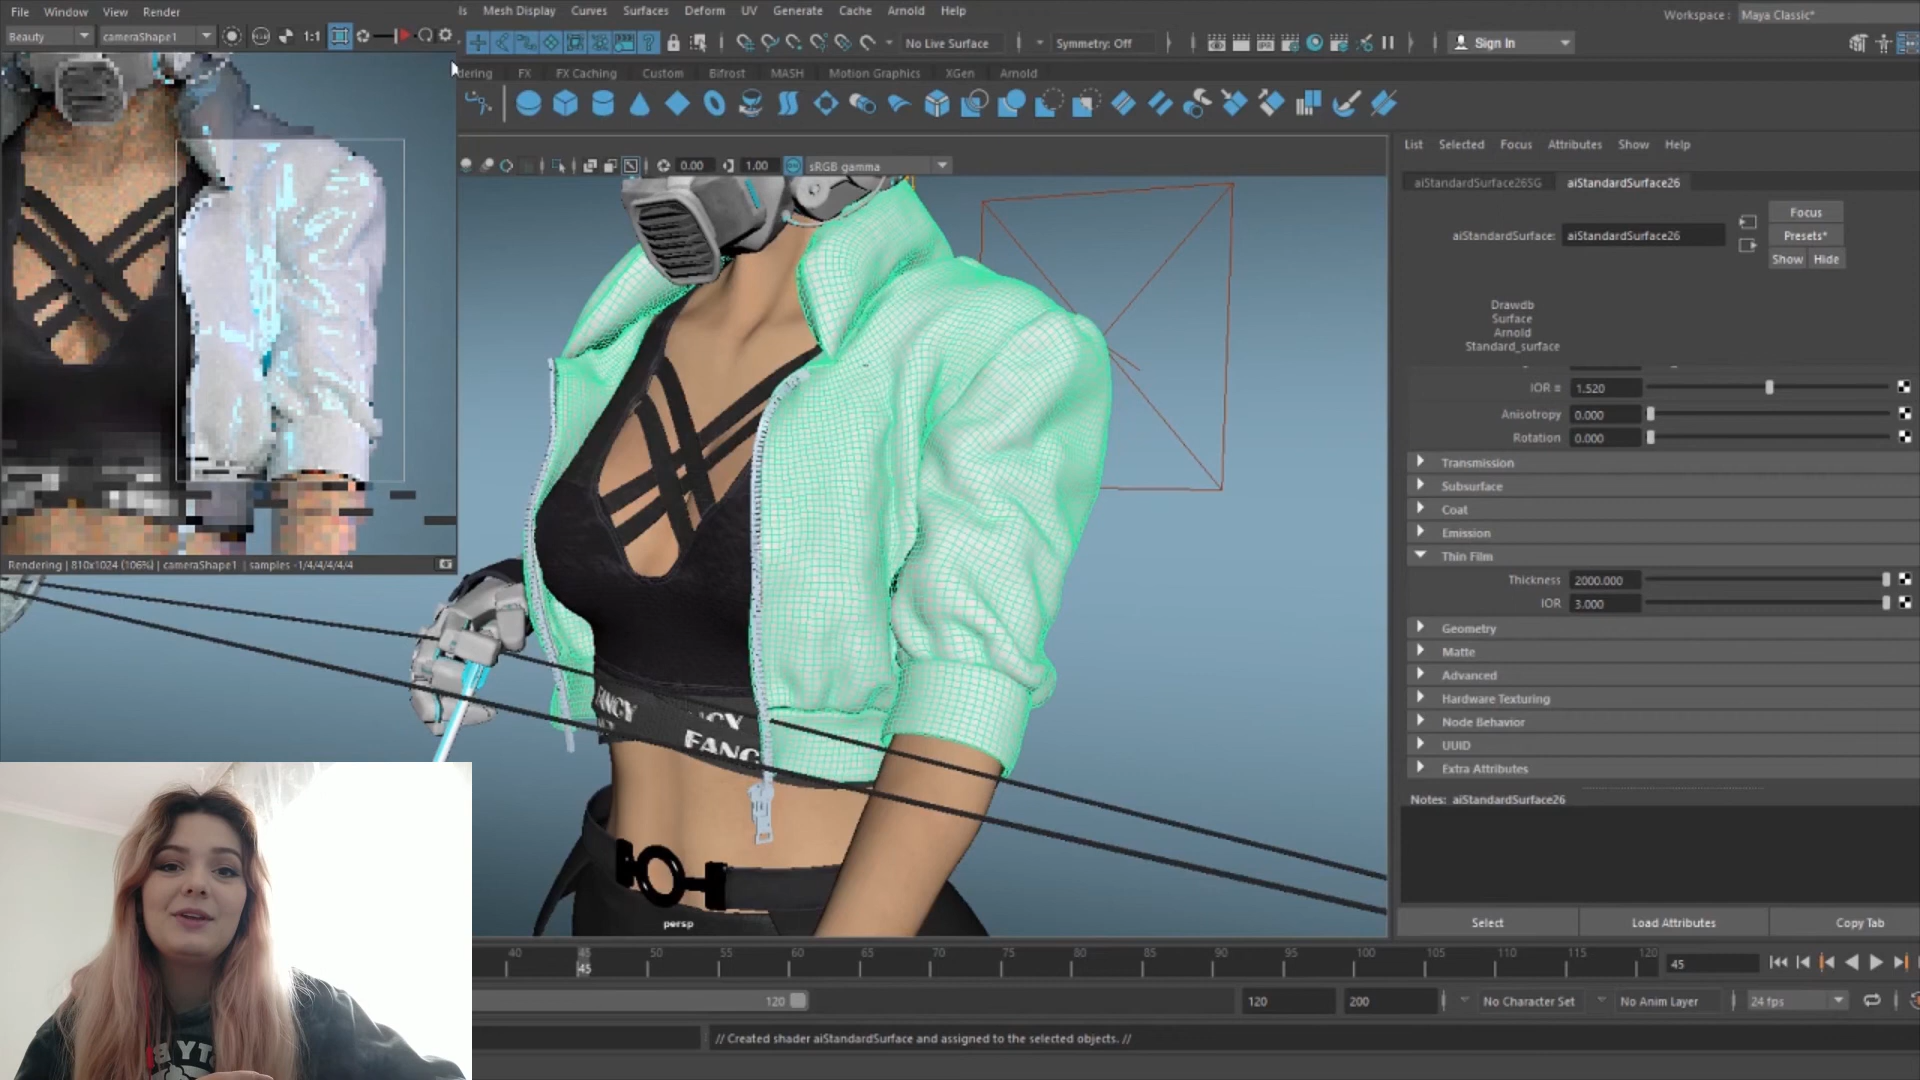 File Window View Render
Mesh Display Curves Surfaces Deform UV Generate Cache Arnold Help
Workspace : Maya Classic*
Beauty cameraShape1 1:1
No Live Surface Symmetry: Off Sign In
dering FX FX Caching Custom Bifrost MASH Motion Graphics XGen Arnold
0.00 1.00 sRGB gamma
List Selected Focus Attributes Show Help
aiStandardSurface26SG aiStandardSurface26
aiStandardSurface: aiStandardSurface26
Focus
Presets*
Show Hide
Drawdb
Surface
Arnold
Standard_surface
IOR = 1.520
Anisotropy 0.000
Rotation 0.000
Transmission
Subsurface
Coat
Emission
Thin Film
Thickness 2000.000
IOR 3.000
Geometry
Matte
Advanced
Hardware Texturing
Node Behavior
UUID
Extra Attributes
Notes: aiStandardSurface26
Select Load Attributes Copy Tab
Rendering | 810x1024 (106%) | cameraShape1 | samples -1/4/4/4/4/4
FANCY
FANC
persp
40 45 50 55 60 65 70 75 80 85 90 95 100 105 110 115 120
45
45
120 120 200 No Character Set No Anim Layer 24 fps
// Created shader aiStandardSurface and assigned to the selected objects. //